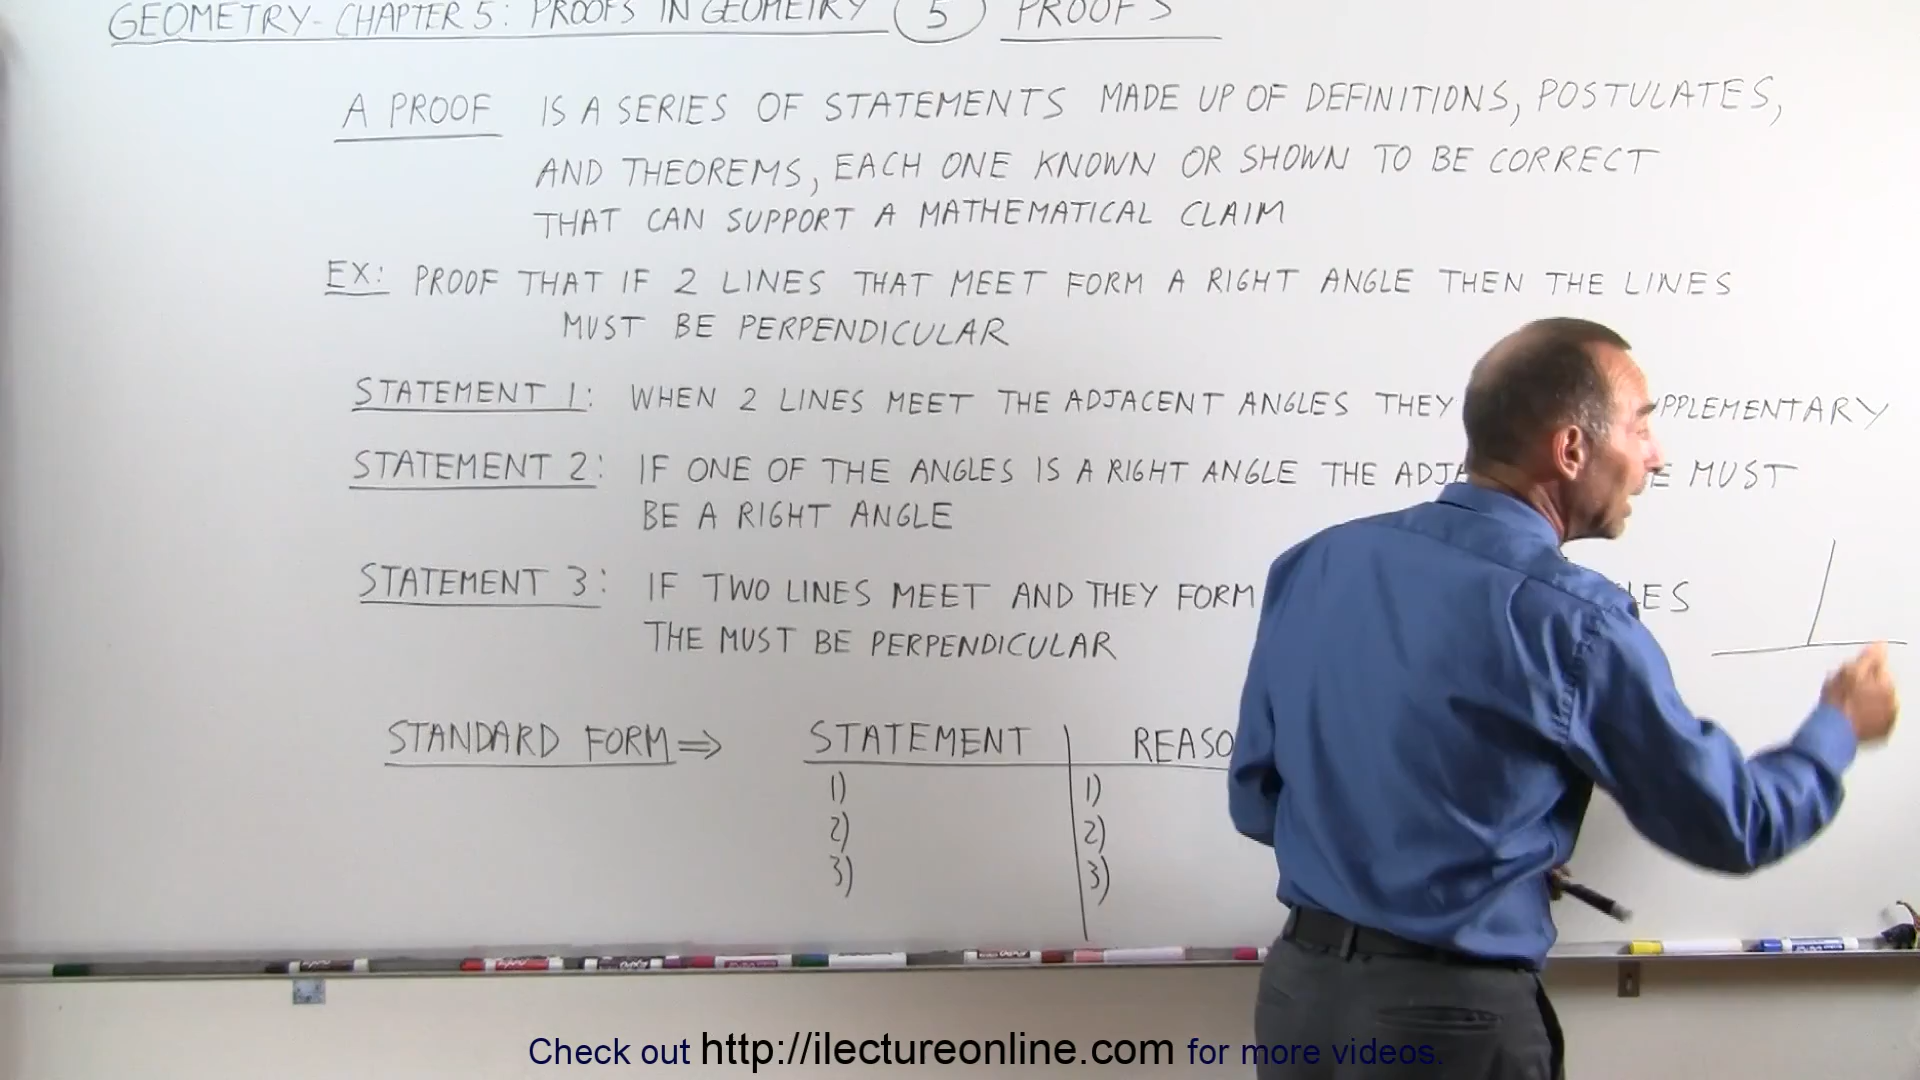 GEOMETRY - CHAPTER 5: PROOFS IN GEOMETRY 5 PROOFS
A PROOF IS A SERIES OF STATEMENTS MADE UP OF DEFINITIONS, POSTULATES,
AND THEOREMS, EACH ONE KNOWN OR SHOWN TO BE CORRECT
THAT CAN SUPPORT A MATHEMATICAL CLAIM
EX: PROOF THAT IF 2 LINES THAT MEET FORM A RIGHT ANGLE THEN THE LINES
MUST BE PERPENDICULAR
STATEMENT 1: WHEN 2 LINES MEET THE ADJACENT ANGLES THEY PPLEMENTARY
STATEMENT 2: IF ONE OF THE ANGLES IS A RIGHT ANGLE THE ADJ E MUST
BE A RIGHT ANGLE
STATEMENT 3: IF TWO LINES MEET AND THEY FORM LES
THE MUST BE PERPENDICULAR
STANDARD FORM ⇒ STATEMENT REASO
1) 1)
2) 2)
3) 3)
Check out http://ilectureonline.com for more videos.